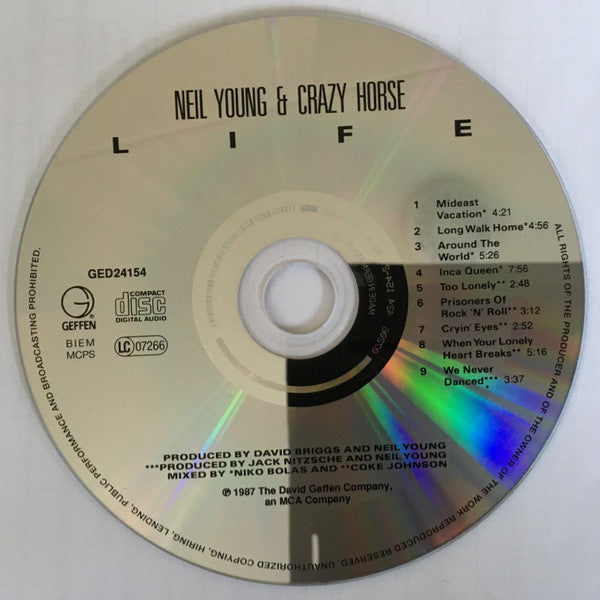 NEIL YOUNG & CRAZY HORSE
LIFE
1 Mideast
Vacation* 4:21
2 Long Walk Home* 4:56
3 Around The
World* 5:26
4 Inca Queen* 7:56
5 Too Lonely** 2:48
6 Prisoners Of
Rock 'N' Roll** 3:12
7 Cryin' Eyes** 2:52
8 When Your Lonely
Heart Breaks** 5:16
9 We Never
Danced*** 3:37
GED24154
G
GEFFEN
COMPACT
disc
DIGITAL AUDIO
BIEM
MCPS
LC 07266
PRODUCED BY DAVID BRIGGS AND NEIL YOUNG
***PRODUCED BY JACK NITZSCHE AND NEIL YOUNG
MIXED BY *NIKO BOLAS AND **COKE JOHNSON
℗ 1987 The David Geffen Company,
an MCA Company
ALL RIGHTS OF THE PRODUCER AND OF THE OWNER OF THE WORK REPRODUCED RESERVED. UNAUTHORIZED COPYING, HIRING, LENDING, PUBLIC PERFORMANCE AND BROADCASTING PROHIBITED.